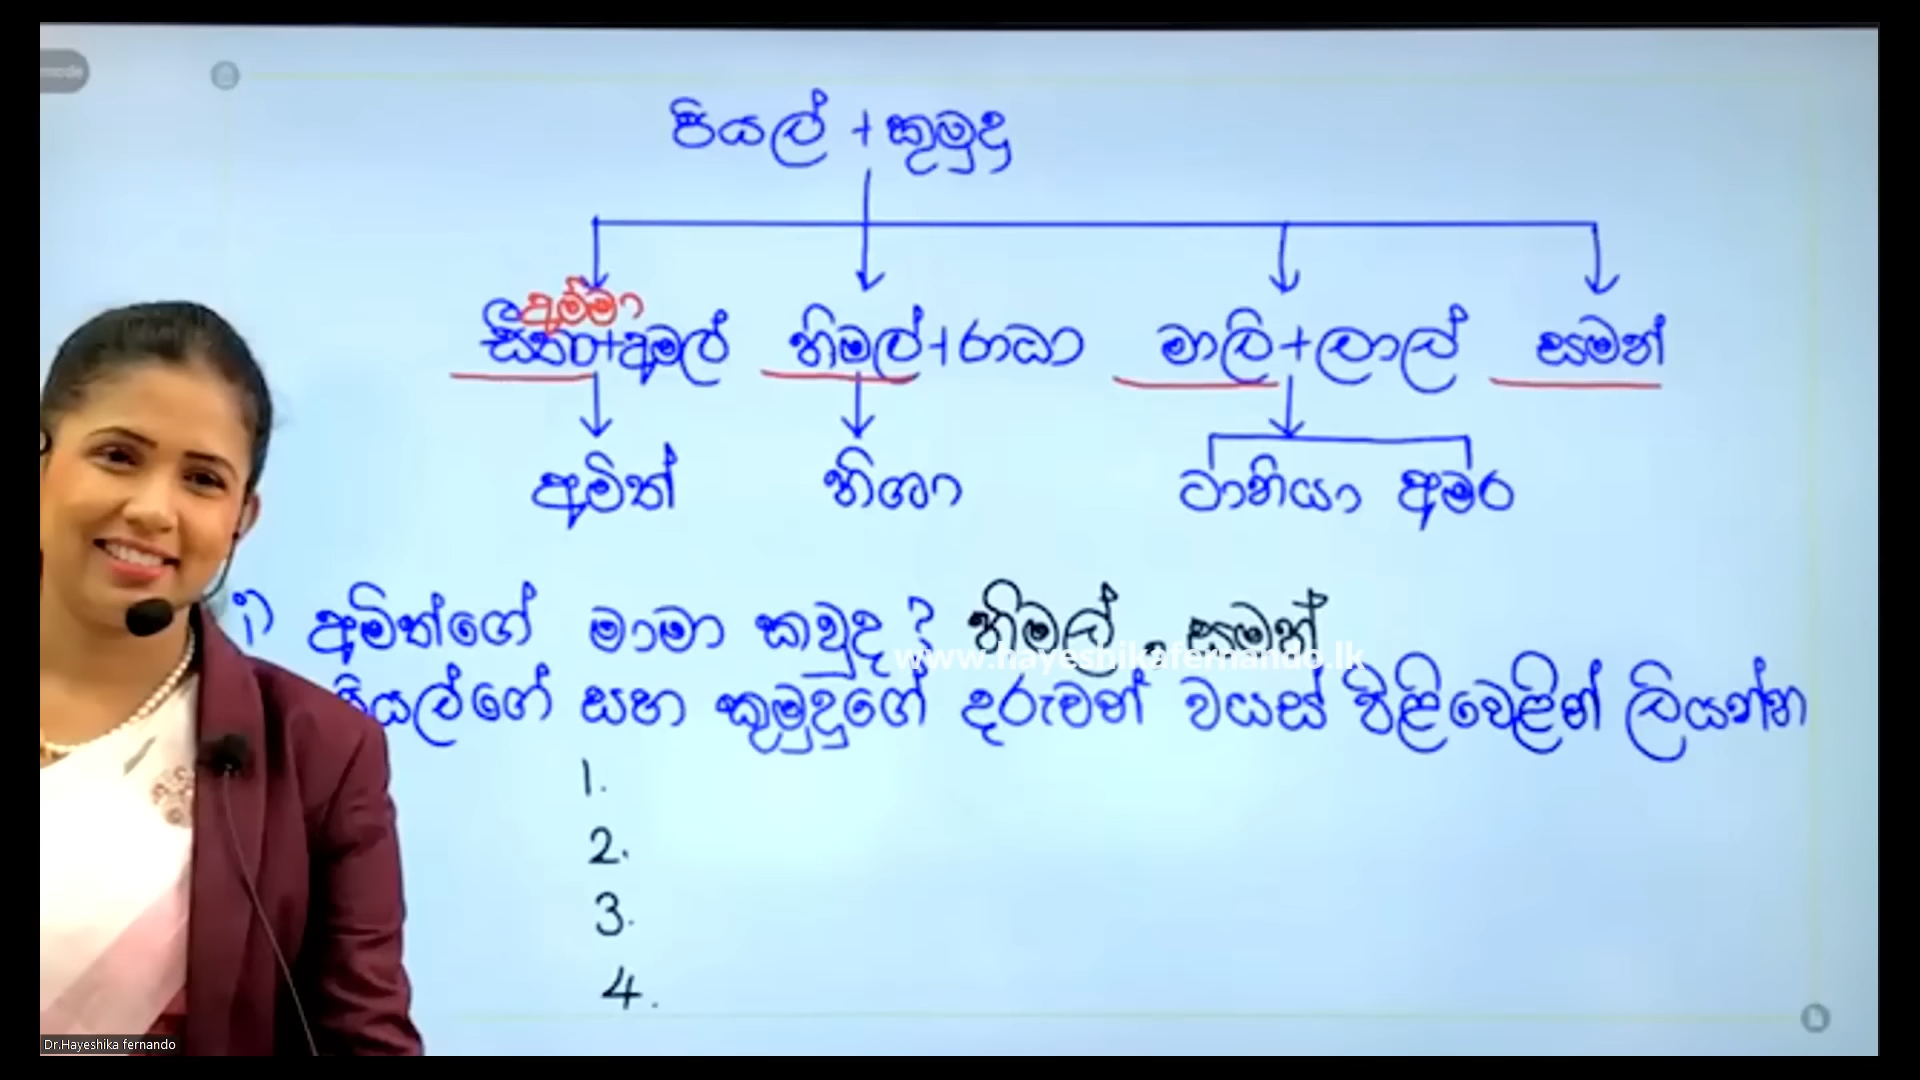 පියල් + කුමුදු
අම්මා
සීතා+අමල් නිමල්+රාධා මාලි+ලාල් සමන්
අමිත් නිශා ටානියා අමර
i) අමිත්ගේ මාමා කවුද ? නිමල් , සමන්
www.hayeshikafernando.lk
පියල්ගේ සහ කුමුදුගේ දරුවන් වයස් පිළිවෙළින් ලියන්න
1.
2.
3.
4.
Dr.Hayeshika fernando